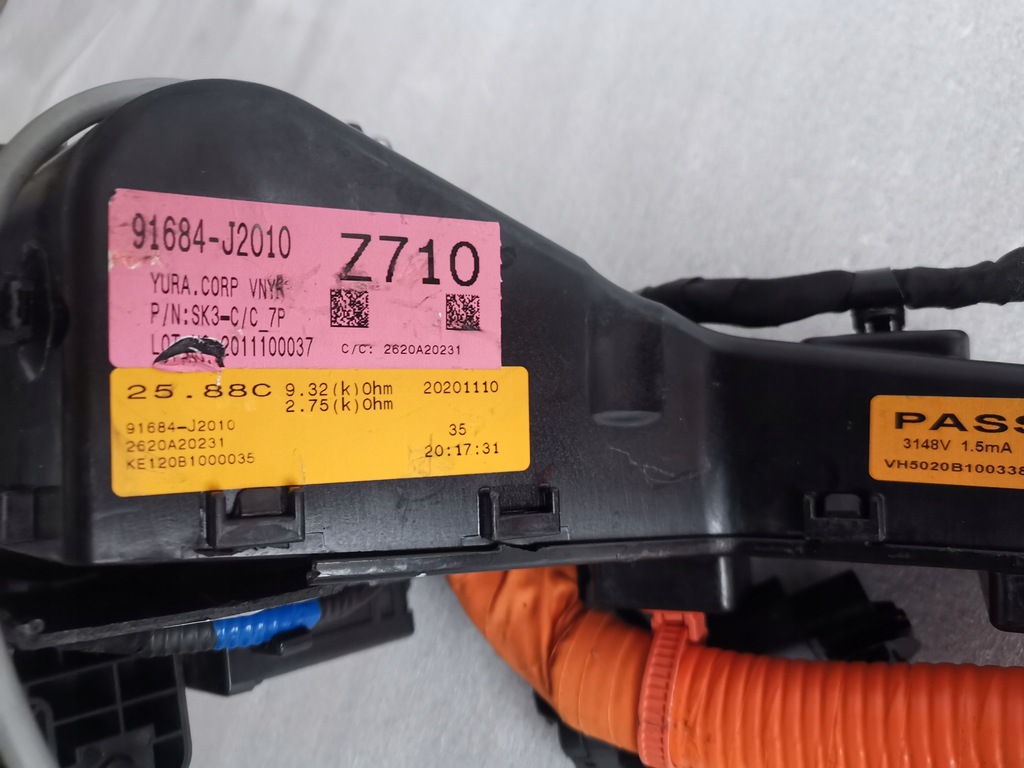 91684-J2010 Z710
YURA.CORP
P/N:SK3-C/C_7P
2011100037 C/C: 2620A20231
25.88C 9.32(k)Ohm 20201110
2.75(k)Ohm
91684-J2010 35
2620A20231 20:17:31
KE120B1000035
PASS
3148V 1.5mA
VH5020B100338